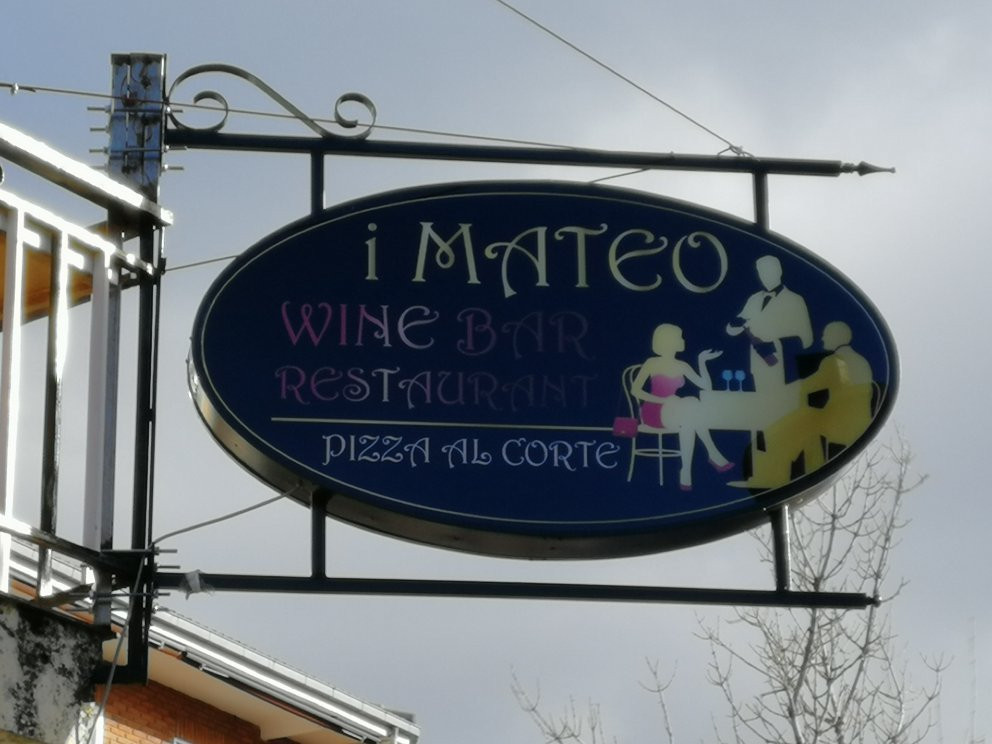 i MATEO
WINE BAR
RESTAURANT
PIZZA AL CORTE